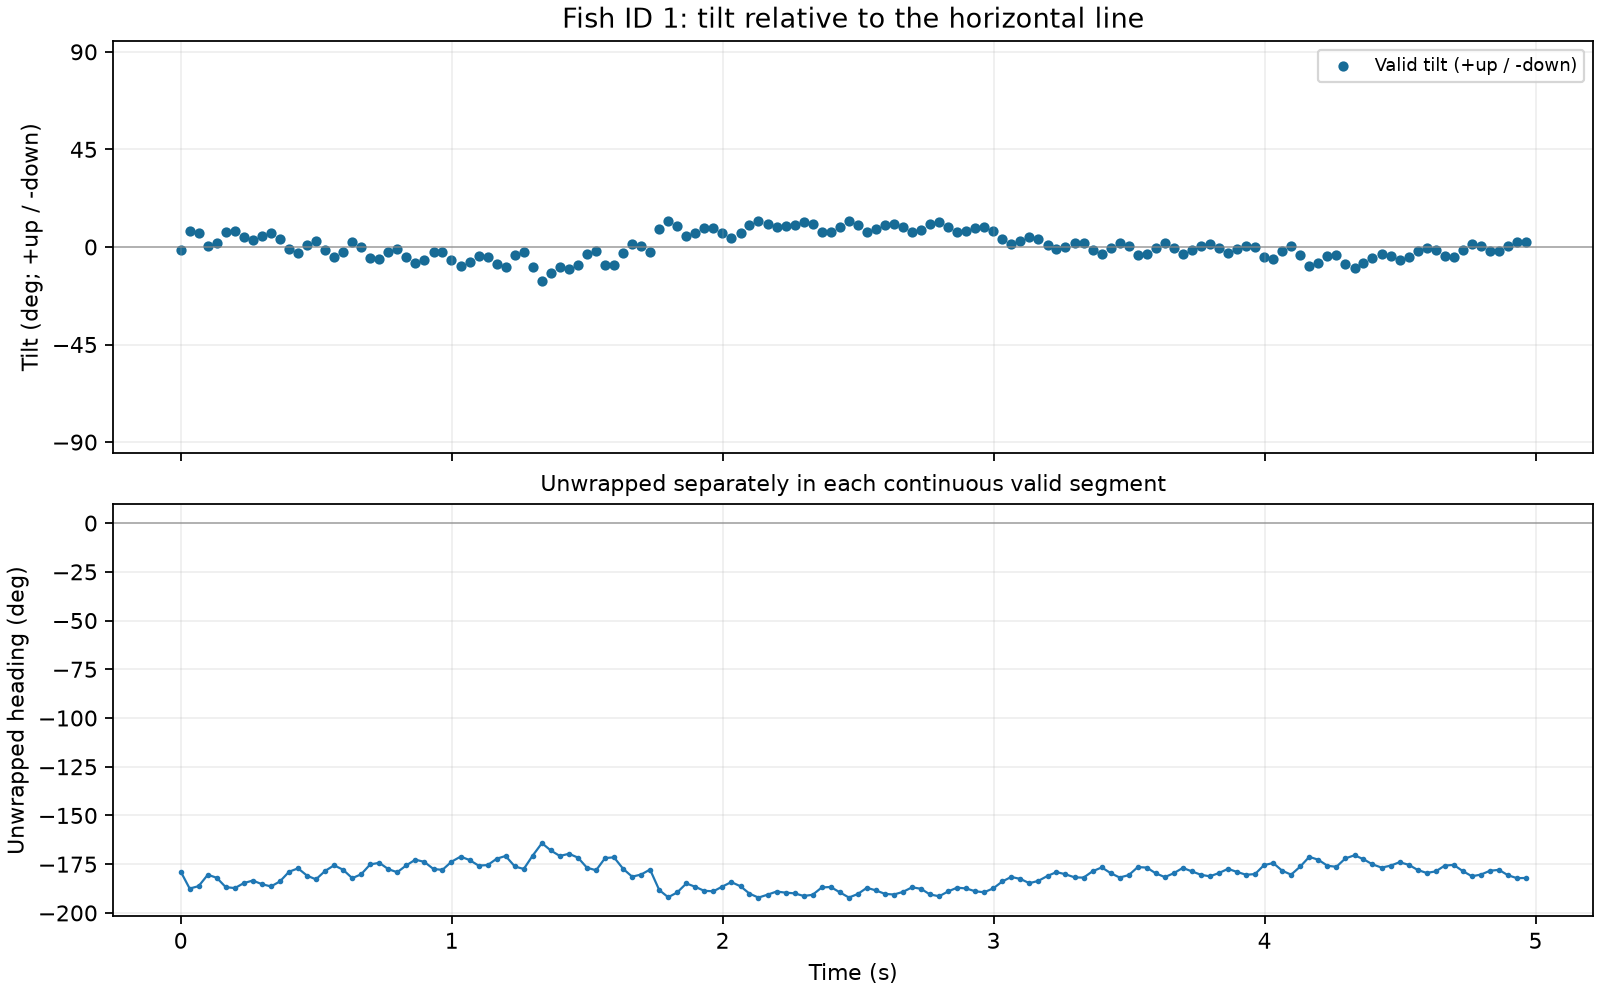 Fish ID 1: tilt relative to the horizontal line
Tilt (deg; +up / -down)
90
45
0
−45
−90
Valid tilt (+up / -down)
Unwrapped separately in each continuous valid segment
Unwrapped heading (deg)
0
−25
−50
−75
−100
−125
−150
−175
−200
0 1 2 3 4 5
Time (s)